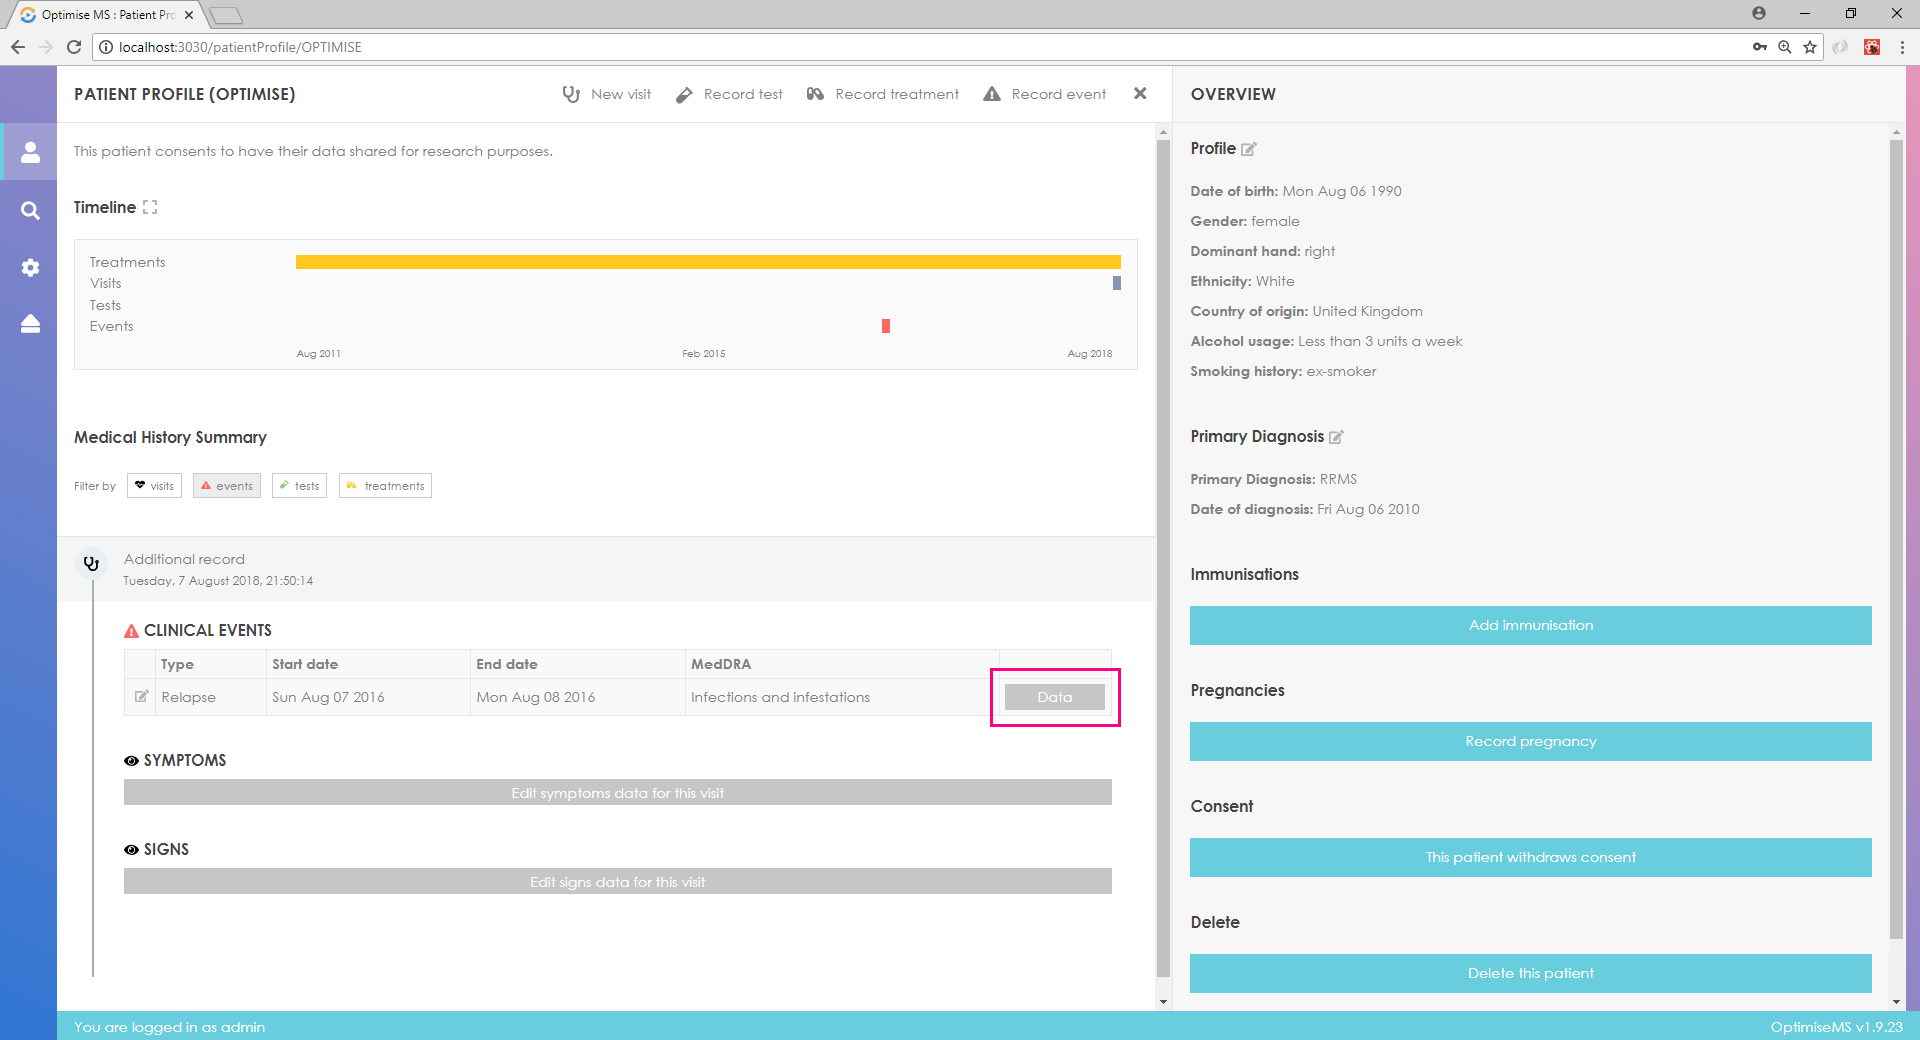 Optimise MS : Patient Pro
localhost:3030/patientProfile/OPTIMISE
PATIENT PROFILE (OPTIMISE)
New visit
Record test
Record treatment
Record event
This patient consents to have their data shared for research purposes.
Timeline
Treatments
Visits
Tests
Events
Aug 2011
Feb 2015
Aug 2018
Medical History Summary
Filter by
visits
events
tests
treatments
Additional record
Tuesday, 7 August 2018, 21:50:14
CLINICAL EVENTS
Type Start date End date MedDRA
Relapse Sun Aug 07 2016 Mon Aug 08 2016 Infections and infestations Data
SYMPTOMS
Edit symptoms data for this visit
SIGNS
Edit signs data for this visit
OVERVIEW
Profile
Date of birth: Mon Aug 06 1990
Gender: female
Dominant hand: right
Ethnicity: White
Country of origin: United Kingdom
Alcohol usage: Less than 3 units a week
Smoking history: ex-smoker
Primary Diagnosis
Primary Diagnosis: RRMS
Date of diagnosis: Fri Aug 06 2010
Immunisations
Add immunisation
Pregnancies
Record pregnancy
Consent
This patient withdraws consent
Delete
Delete this patient
You are logged in as admin
OptimiseMS v1.9.23